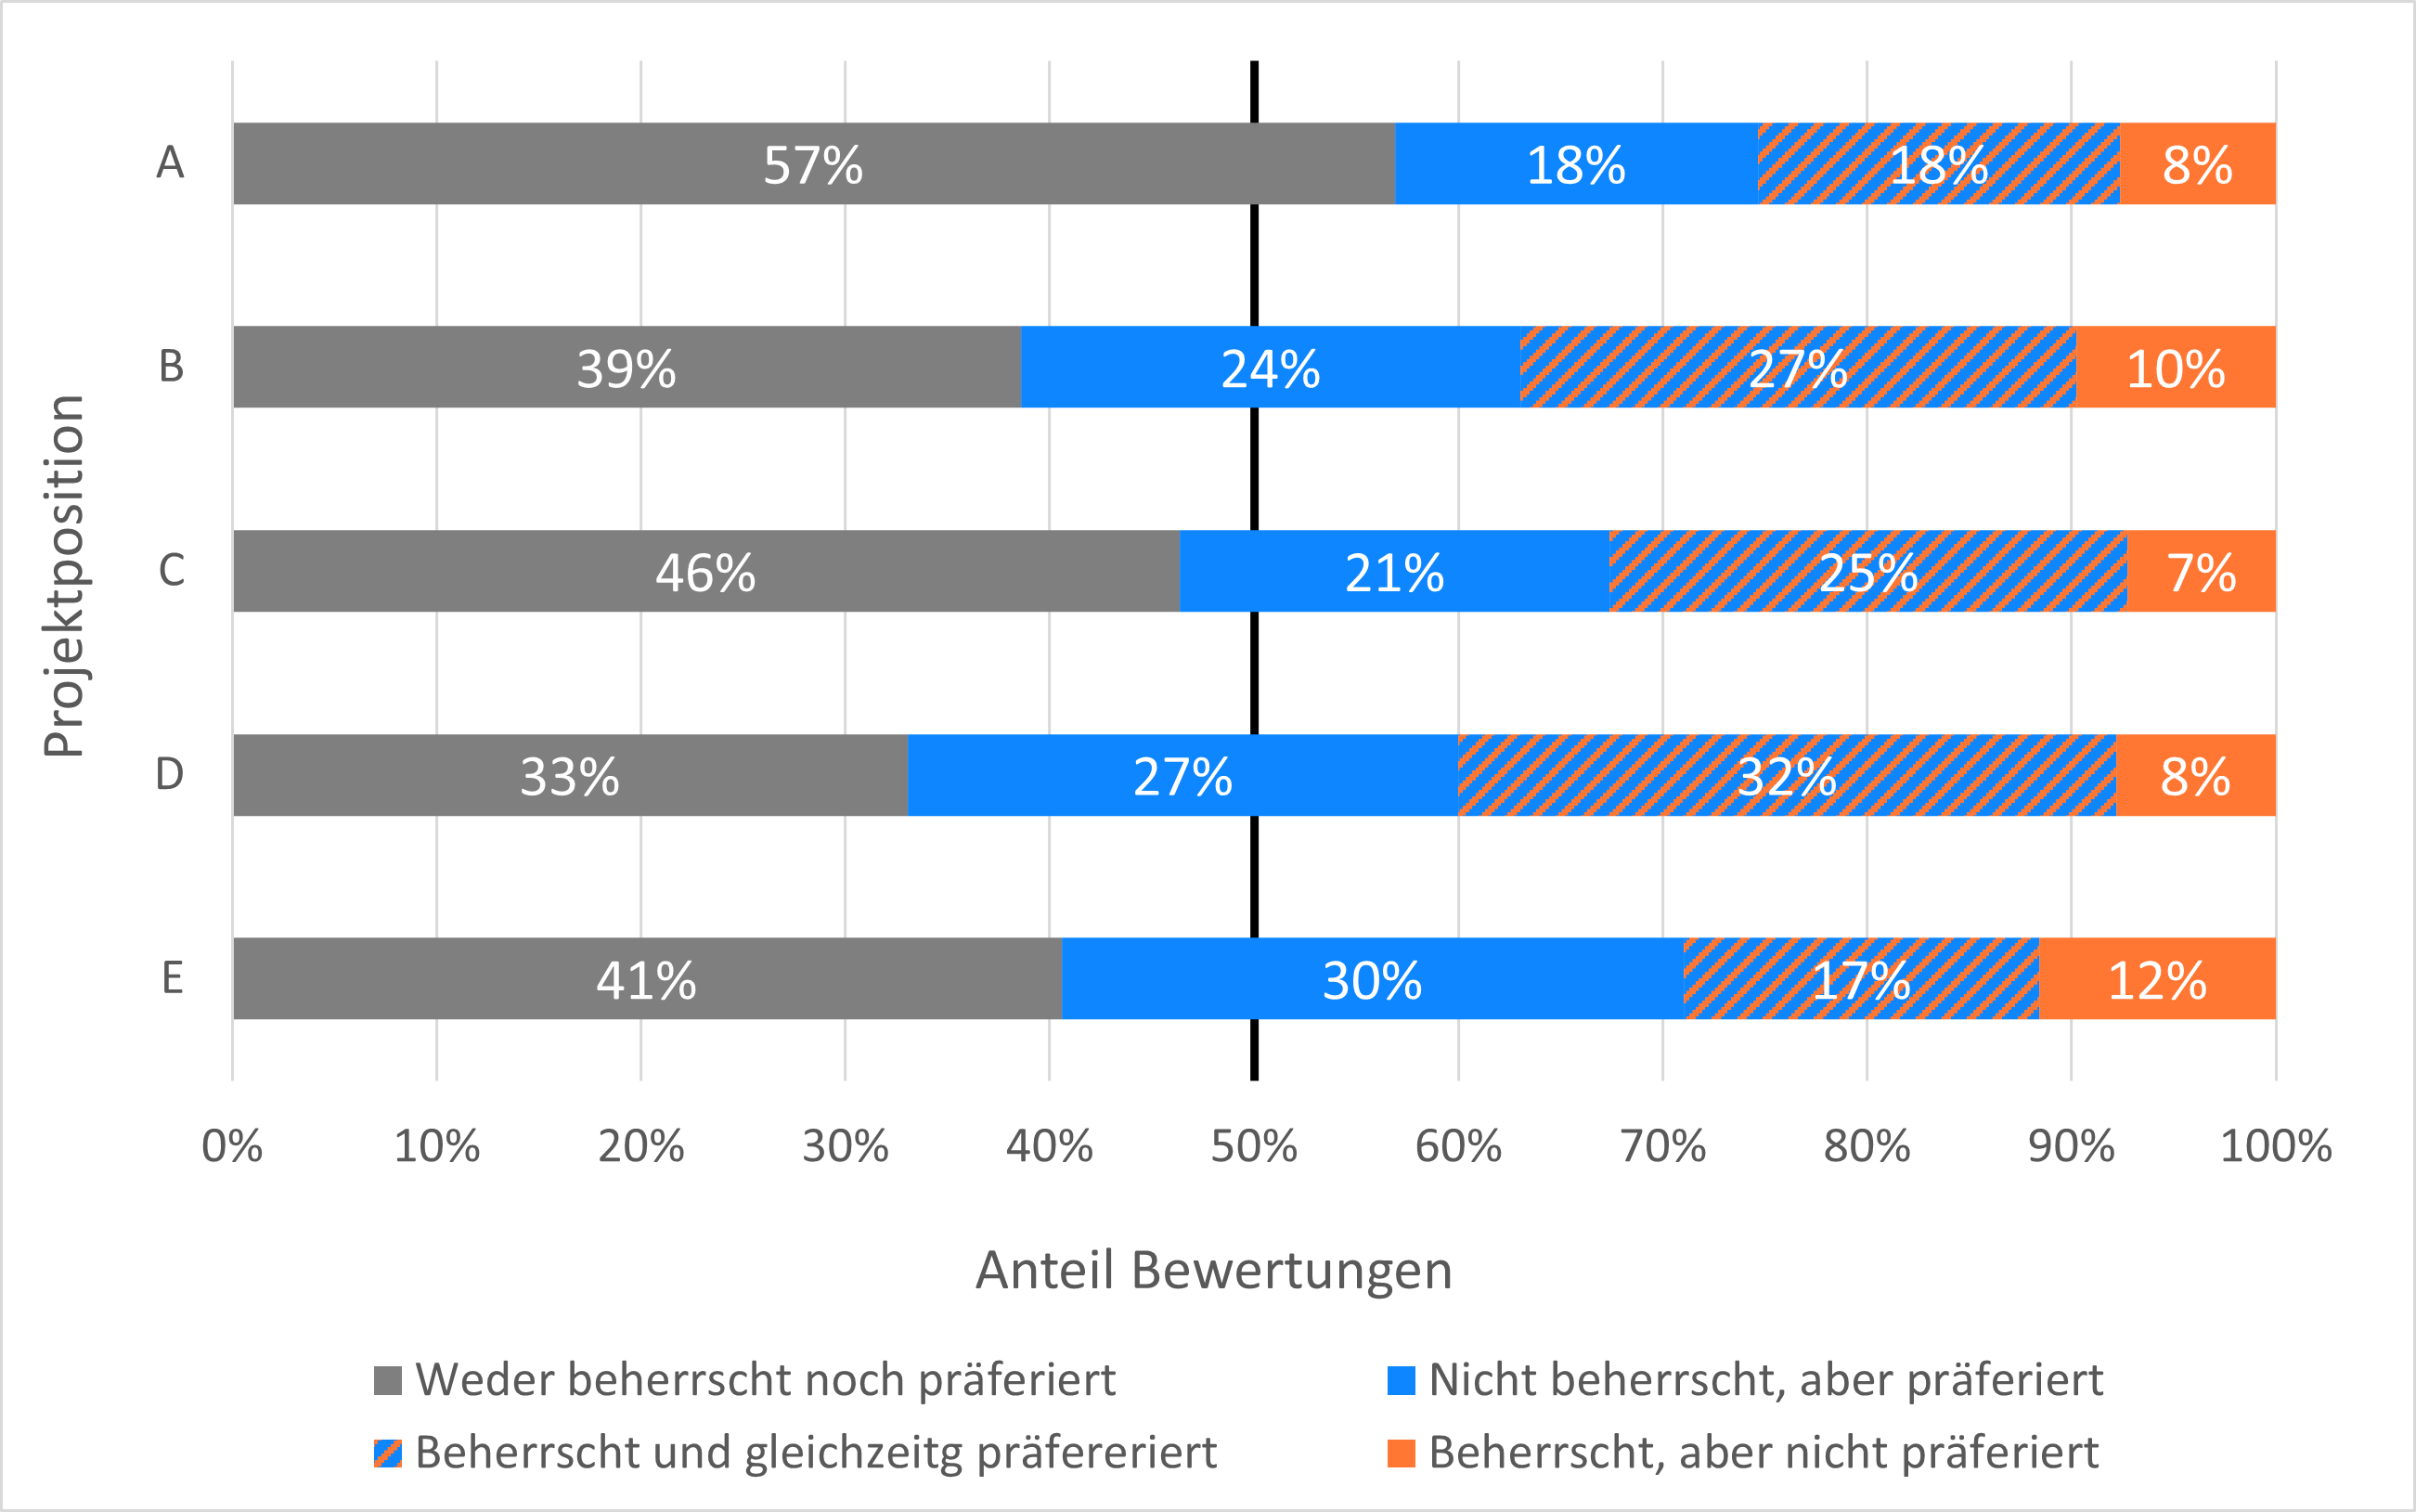 Projektposition
A
57% 18% 18% 8%
B
39% 24% 27% 10%
C
46% 21% 25% 7%
D
33% 27% 32% 8%
E
41% 30% 17% 12%
0% 10% 20% 30% 40% 50% 60% 70% 80% 90% 100%
Anteil Bewertungen
Weder beherrscht noch präferiert
Nicht beherrscht, aber präferiert
Beherrscht und gleichzeitg präfereriert
Beherrscht, aber nicht präferiert